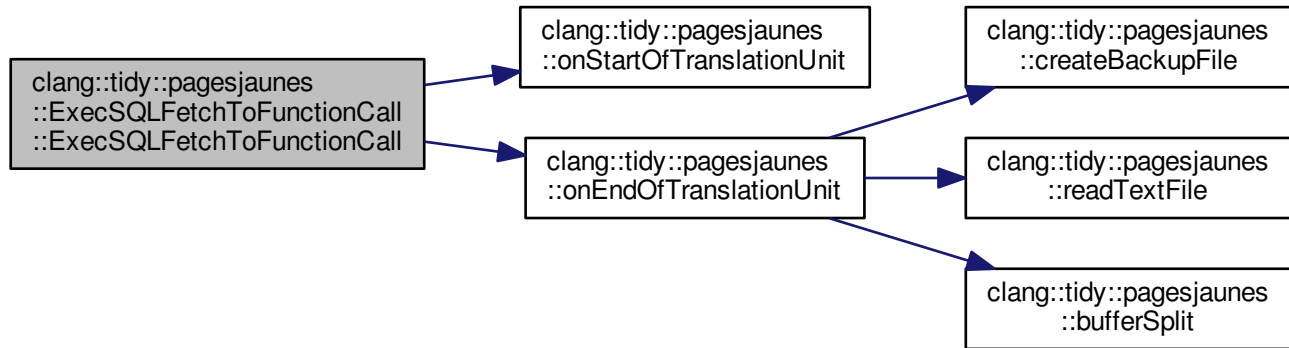 clang::tidy::pagesjaunes
::ExecSQLFetchToFunctionCall
::ExecSQLFetchToFunctionCall
clang::tidy::pagesjaunes
::onStartOfTranslationUnit
clang::tidy::pagesjaunes
::onEndOfTranslationUnit
clang::tidy::pagesjaunes
::createBackupFile
clang::tidy::pagesjaunes
::readTextFile
clang::tidy::pagesjaunes
::bufferSplit